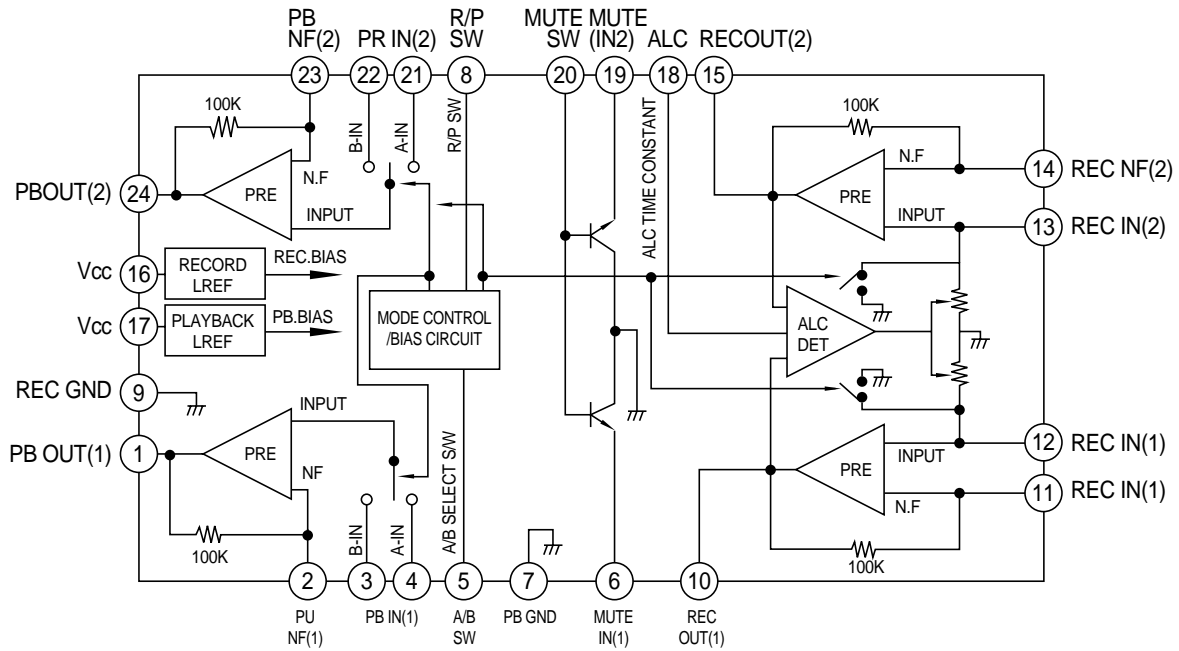 PB
NF(2)
PR IN(2)
R/P
SW
MUTE
SW
MUTE
(IN2)
ALC
RECOUT(2)
23
22
21
8
20
19
18
15
100K
B-IN
A-IN
R/P SW
ALC TIME CONSTANT
100K
N.F
PRE
INPUT
PBOUT(2)
24
N.F
PRE
INPUT
14
REC NF(2)
13
REC IN(2)
Vcc
16
RECORD
LREF
REC.BIAS
Vcc
17
PLAYBACK
LREF
PB.BIAS
MODE CONTROL
/BIAS CIRCUIT
ALC
DET
REC GND
9
PB OUT(1)
1
INPUT
PRE
NF
100K
B-IN
A-IN
A/B SELECT S/W
12
REC IN(1)
INPUT
PRE
N.F
11
REC IN(1)
100K
2
3
4
5
7
6
10
PU
NF(1)
PB IN(1)
A/B
SW
PB GND
MUTE
IN(1)
REC
OUT(1)